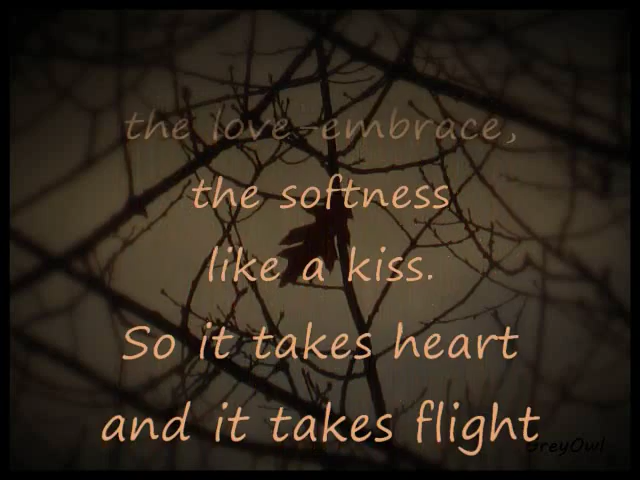 the love-embrace,
the softness
like a kiss.
So it takes heart
and it takes flight
GreyOwl